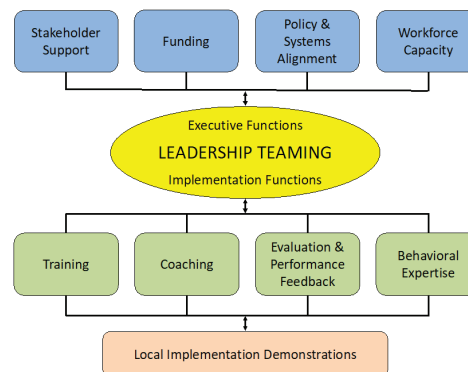 Stakeholder
Support
Funding
Policy &
Systems
Alignment
Workforce
Capacity
Executive Functions
LEADERSHIP TEAMING
Implementation Functions
Training
Coaching
Evaluation &
Performance
Feedback
Behavioral
Expertise
Local Implementation Demonstrations